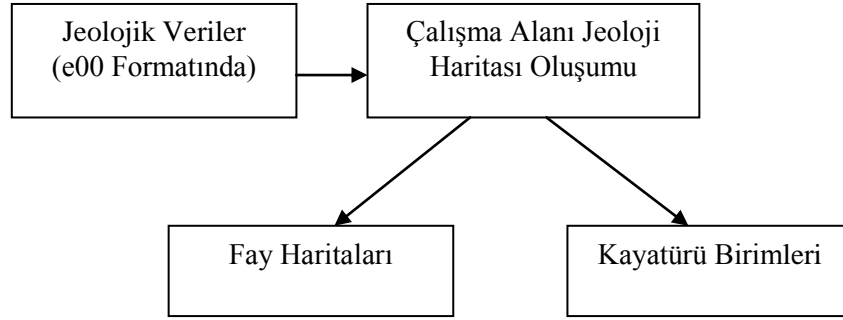 Jeolojik Veriler
(e00 Formatında)
Çalışma Alanı Jeoloji
Haritası Oluşumu
Fay Haritaları
Kayatürü Birimleri